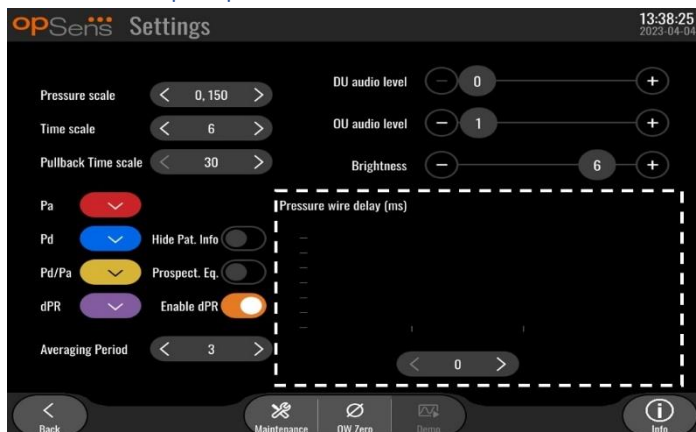 opSens Settings
13:38:25
2023-04-04
Pressure scale < 0,150 >
Time scale < 6 >
Pullback Time scale < 30 >
DU audio level − 0 +
OU audio level − 1 +
Brightness − 6 +
Pa
Pd Hide Pat. Info
Pd/Pa Prospect. Eq.
dPR Enable dPR
Averaging Period < 3 >
Pressure wire delay (ms)
< 0 >
Back
Maintenance
OW Zero
Demo
Info